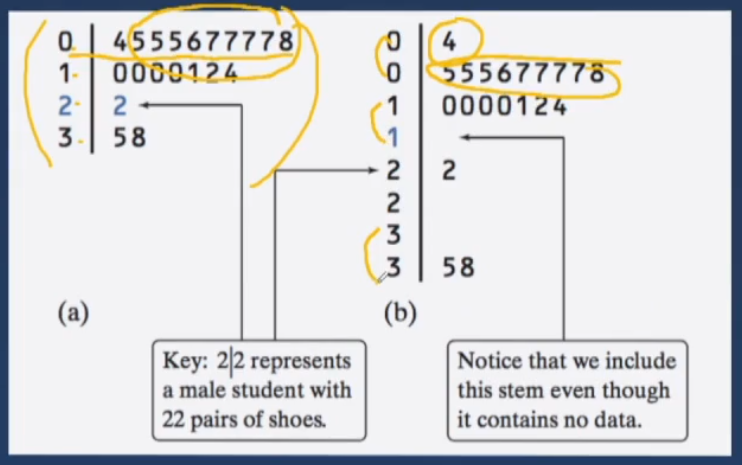 0 | 4555677778
1 | 0000124
2 | 2
3 | 58
(a)
0 | 4
0 | 555677778
1 | 0000124
1 |
2 | 2
2 |
3 |
3 | 58
(b)
Key: 2|2 represents
a male student with
22 pairs of shoes.
Notice that we include
this stem even though
it contains no data.